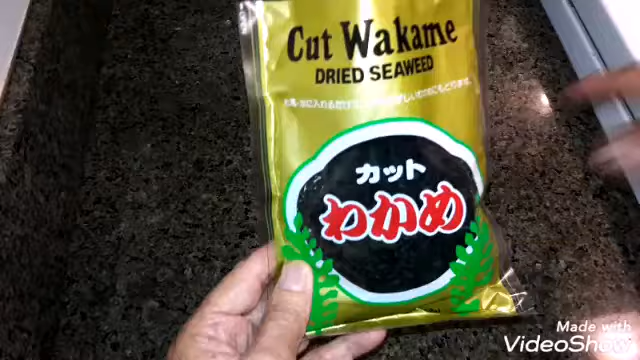 Cut Wakame
DRIED SEAWEED
カット
わかめ
Made with
VideoShow